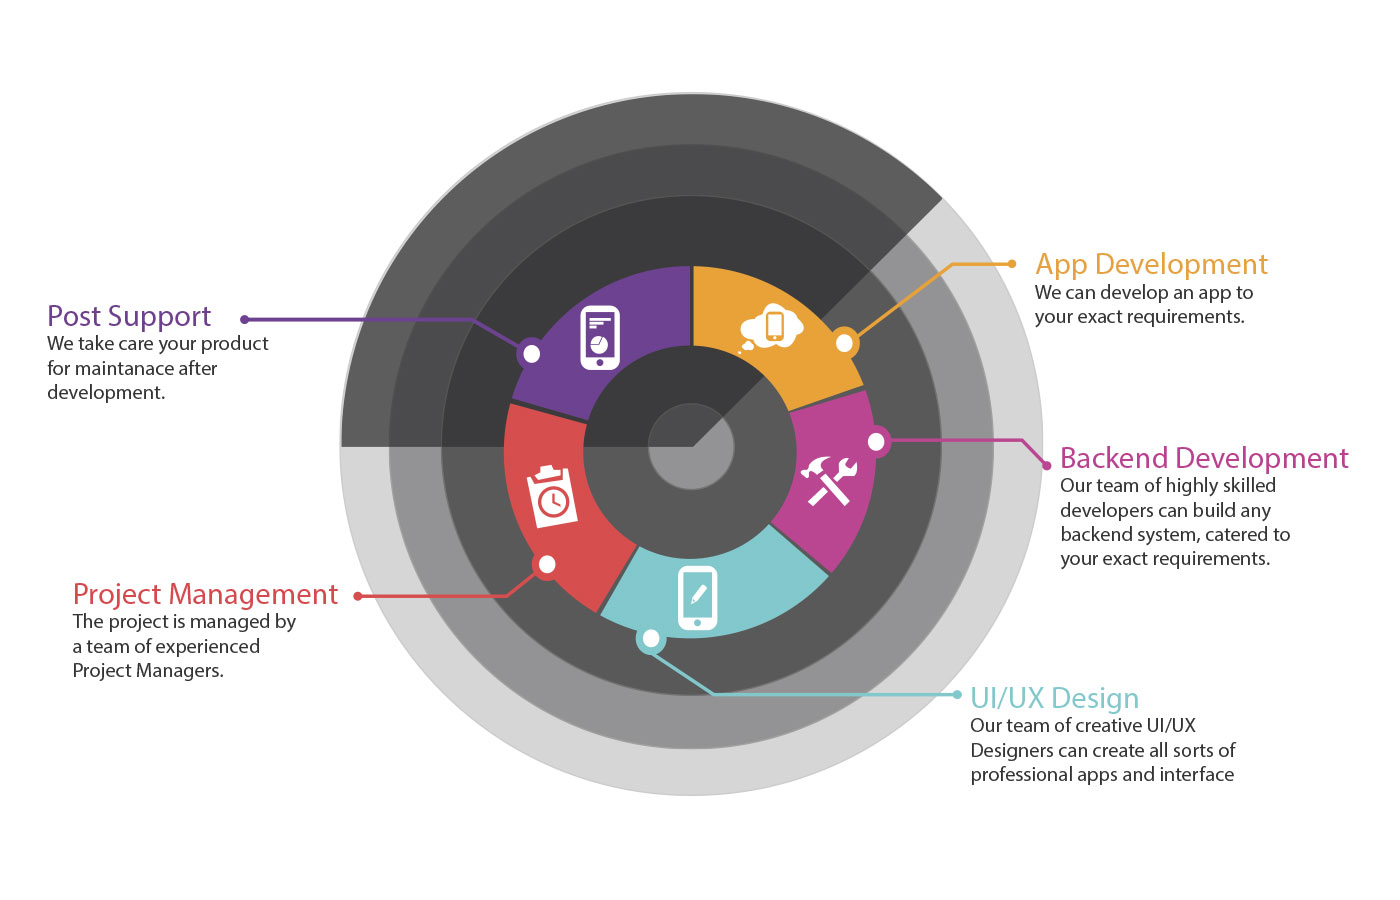 App Development
We can develop an app to
your exact requirements.
Post Support
We take care your product
for maintanace after
development.
Backend Development
Our team of highly skilled
developers can build any
backend system, catered to
your exact requirements.
Project Management
The project is managed by
a team of experienced
Project Managers.
UI/UX Design
Our team of creative UI/UX
Designers can create all sorts of
professional apps and interface